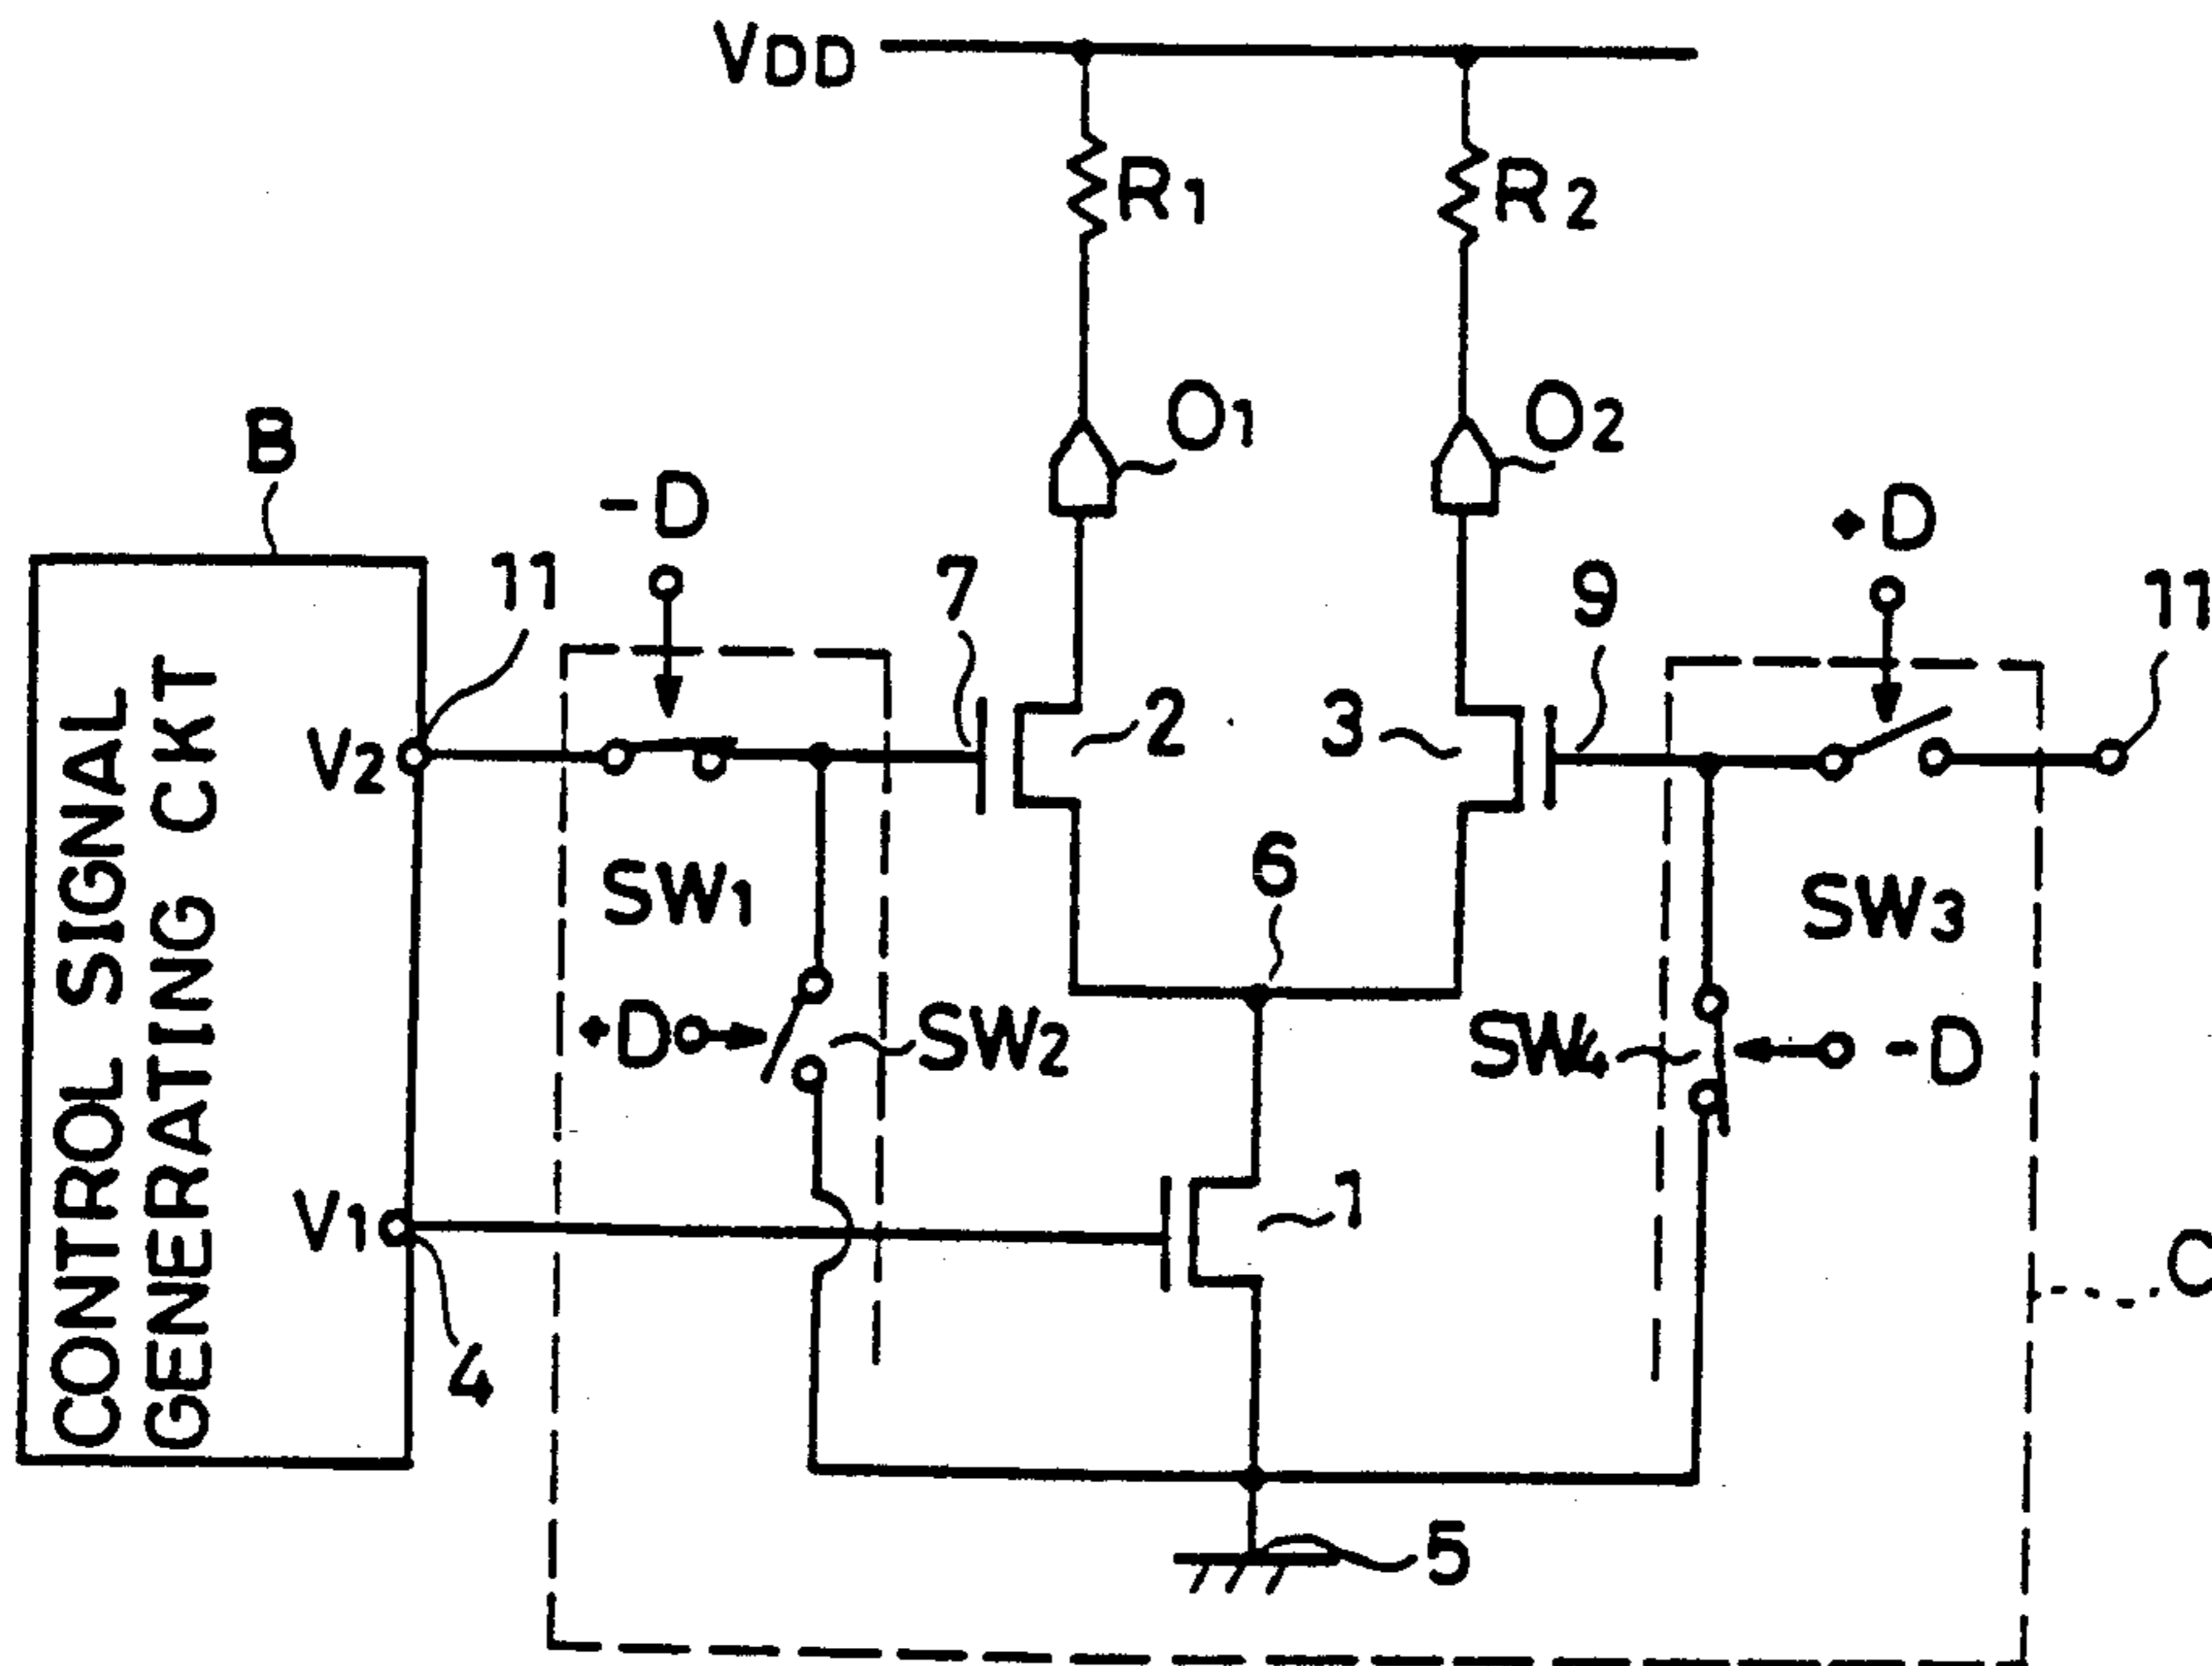 VDD
R1
R2
O1
O2
B
-D
+D
11
7
9
11
V2
2
3
6
SW1
SW3
+D
SW2
SW4
-D
CONTROL SIGNAL
GENERATING CKT
V1
1
4
C
5